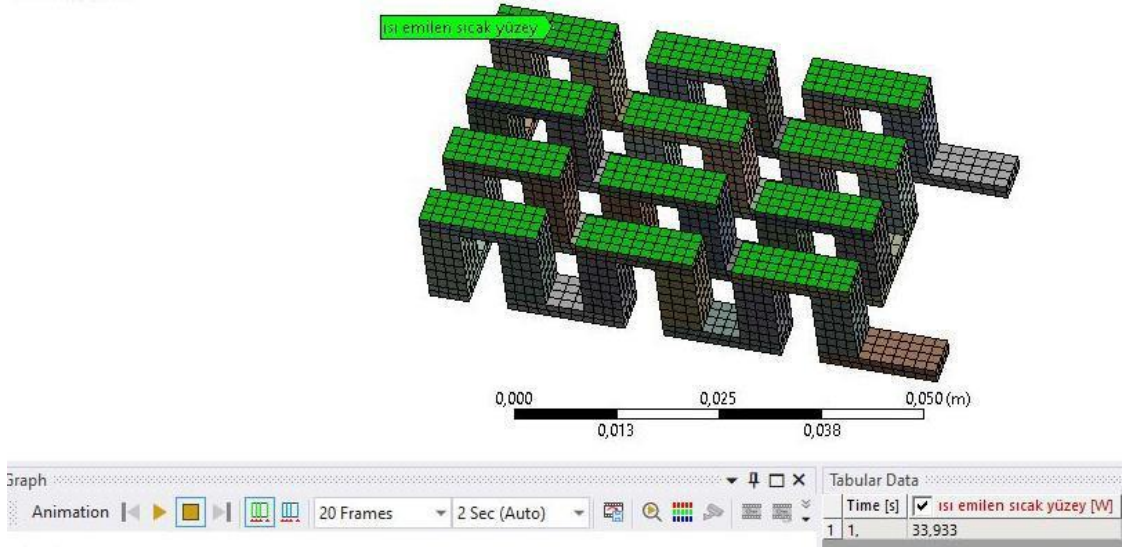 ısı emilen sıcak yüzey
0,000 0,025 0,050 (m)
0,013 0,038
Graph Tabular Data
Animation 20 Frames 2 Sec (Auto)
Time [s] ısı emilen sıcak yüzey [W]
1 1, 33,933